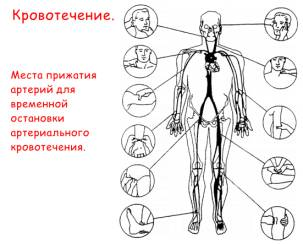 Кровотечение.
Места прижатия
артерий для
временной
остановки
артериального
кровотечения.